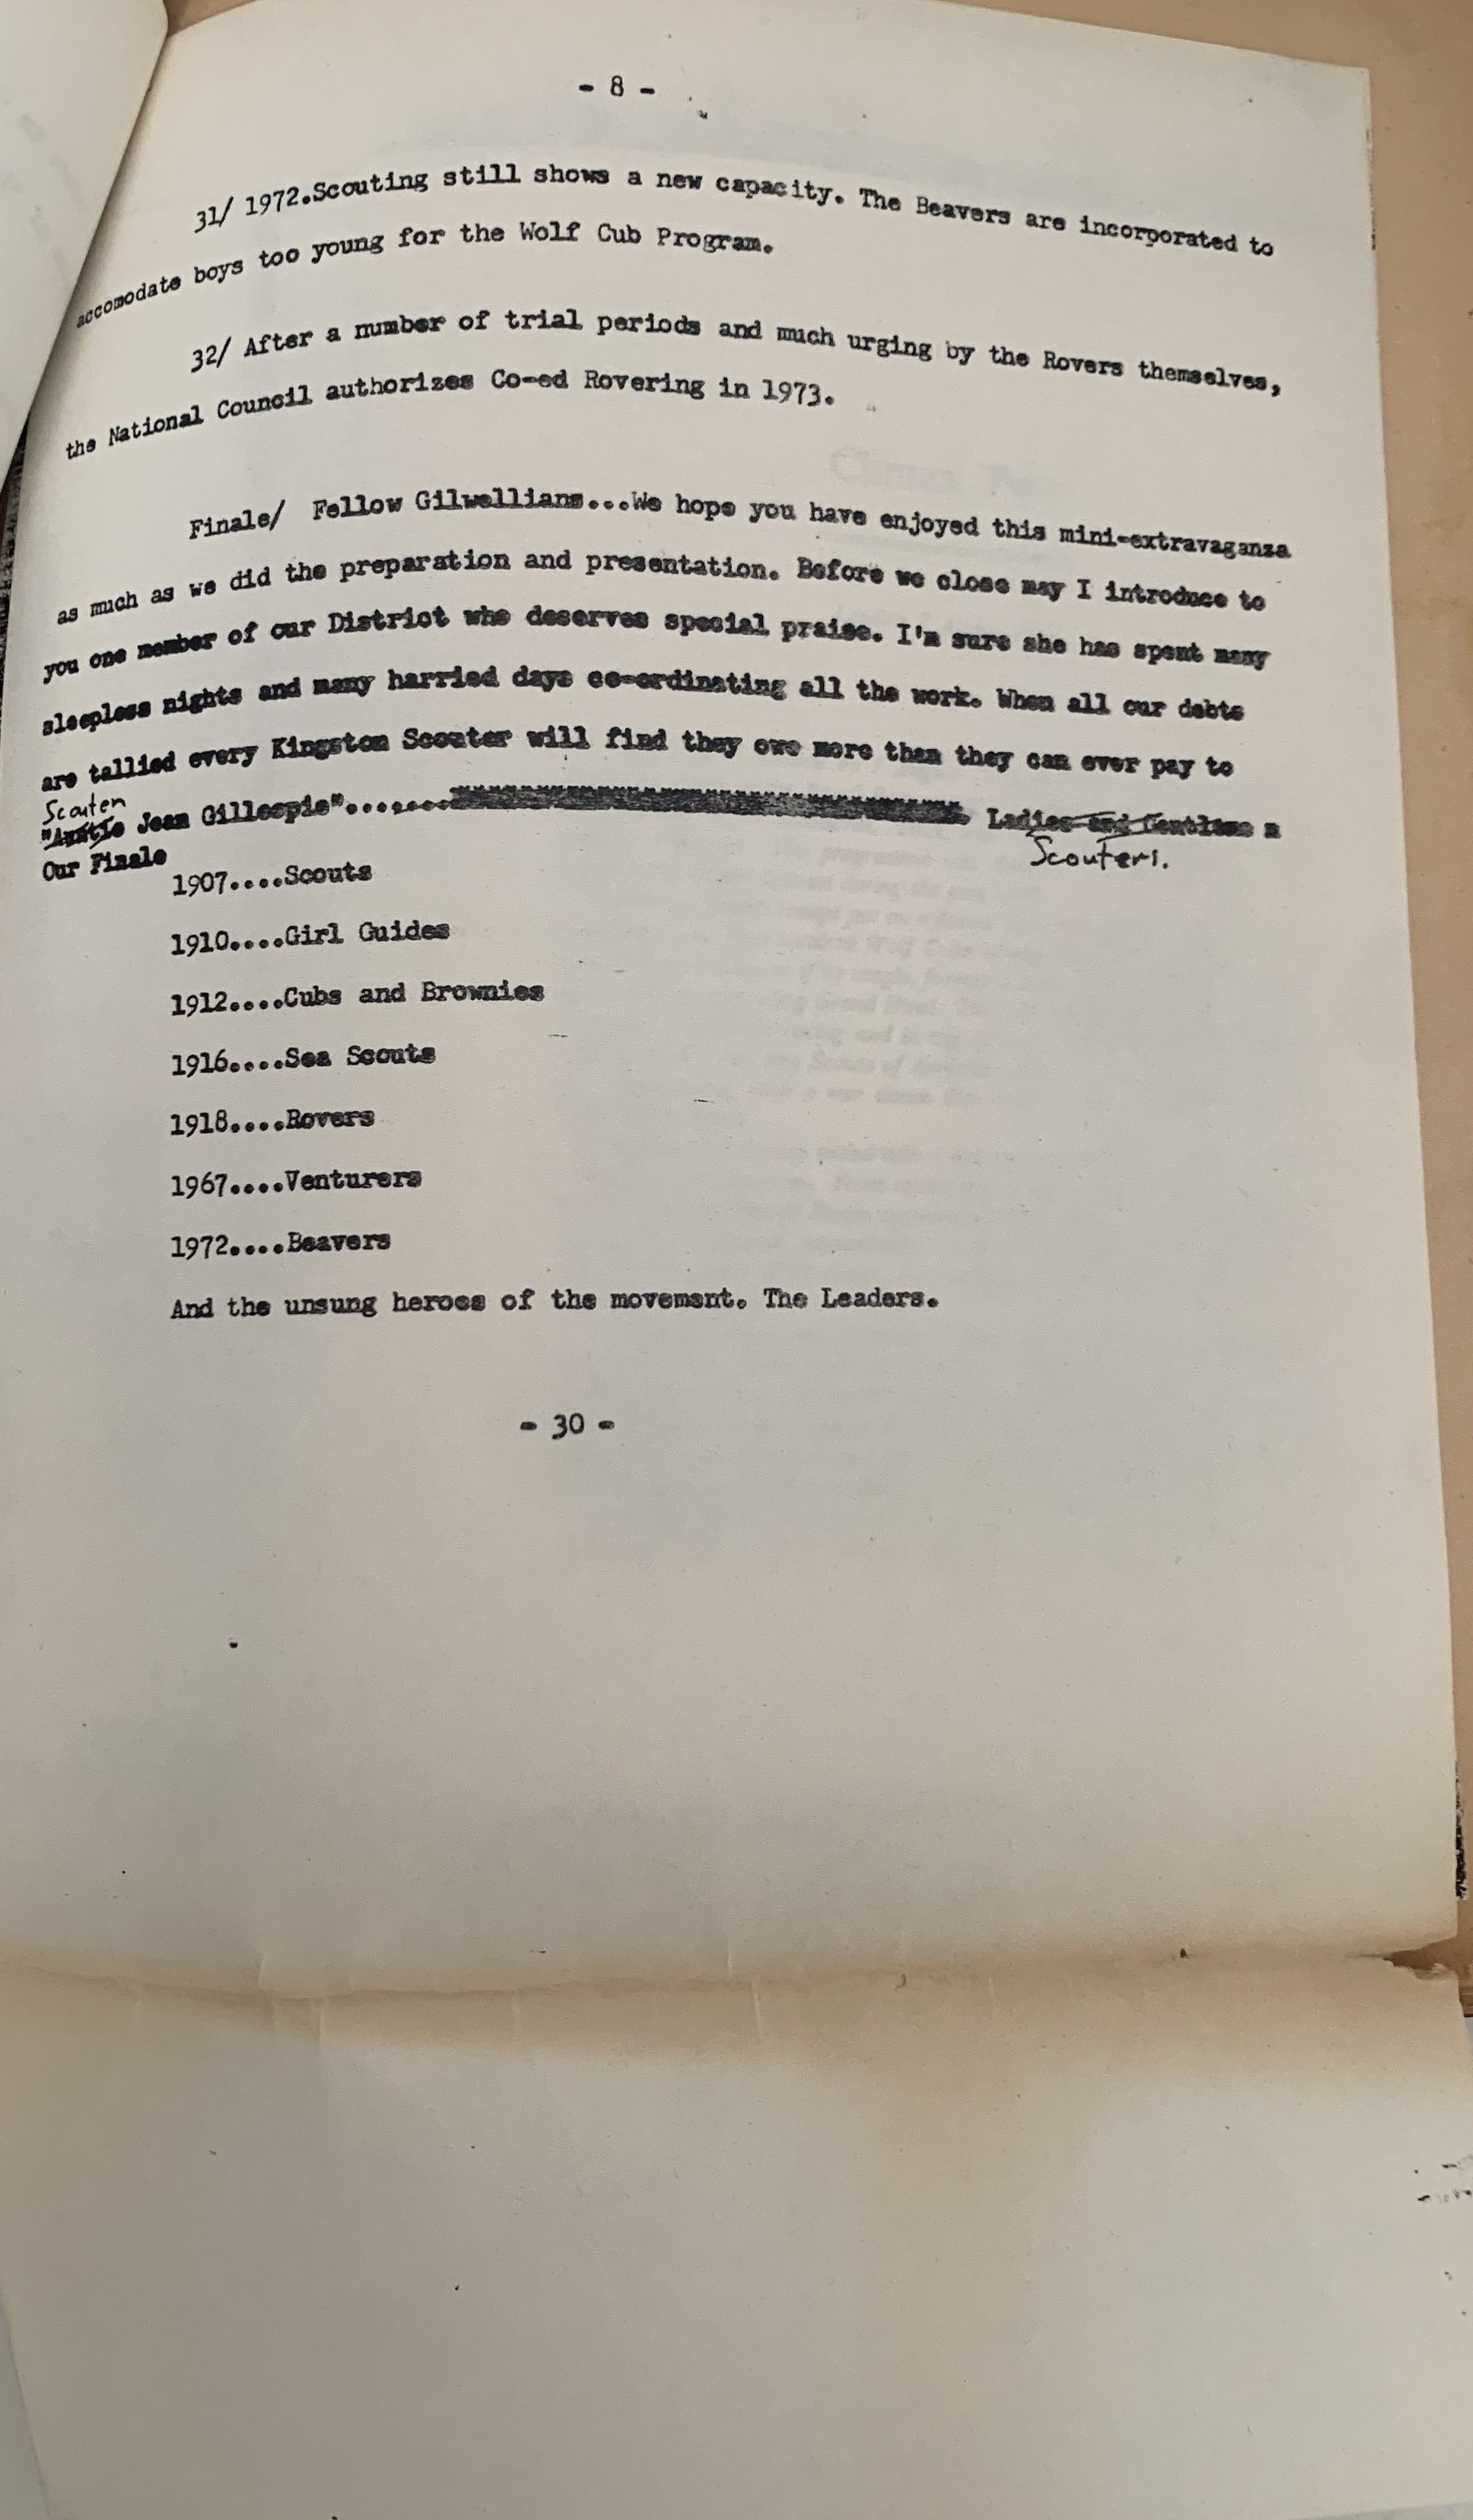 - 8 -
31/ 1972.Scouting still shows a new capacity. The Beavers are incorporated to
accomodate boys too young for the Wolf Cub Program.
32/ After a number of trial periods and much urging by the Rovers themselves,
the National Council authorizes Co-ed Rovering in 1973.
Finale/ Fellow Gilwellians...We hope you have enjoyed this mini-extravaganza
as much as we did the preparation and presentation. Before we close may I introduce to
you one member of our District who deserves special praise. I'm sure she has spent many
sleepless nights and many harried days co-ordinating all the work. When all our debts
are tallied every Kingston Scouter will find they owe more than they can ever pay to
Scouter
"Auntie Jean Gillespie"........ Ladies and Gentleme n
Scouters.
Our Finale
1907....Scouts
1910....Girl Guides
1912....Cubs and Brownies
1916....Sea Scouts
1918....Rovers
1967....Venturers
1972....Beavers
And the unsung heroes of the movement. The Leaders.
- 30 -